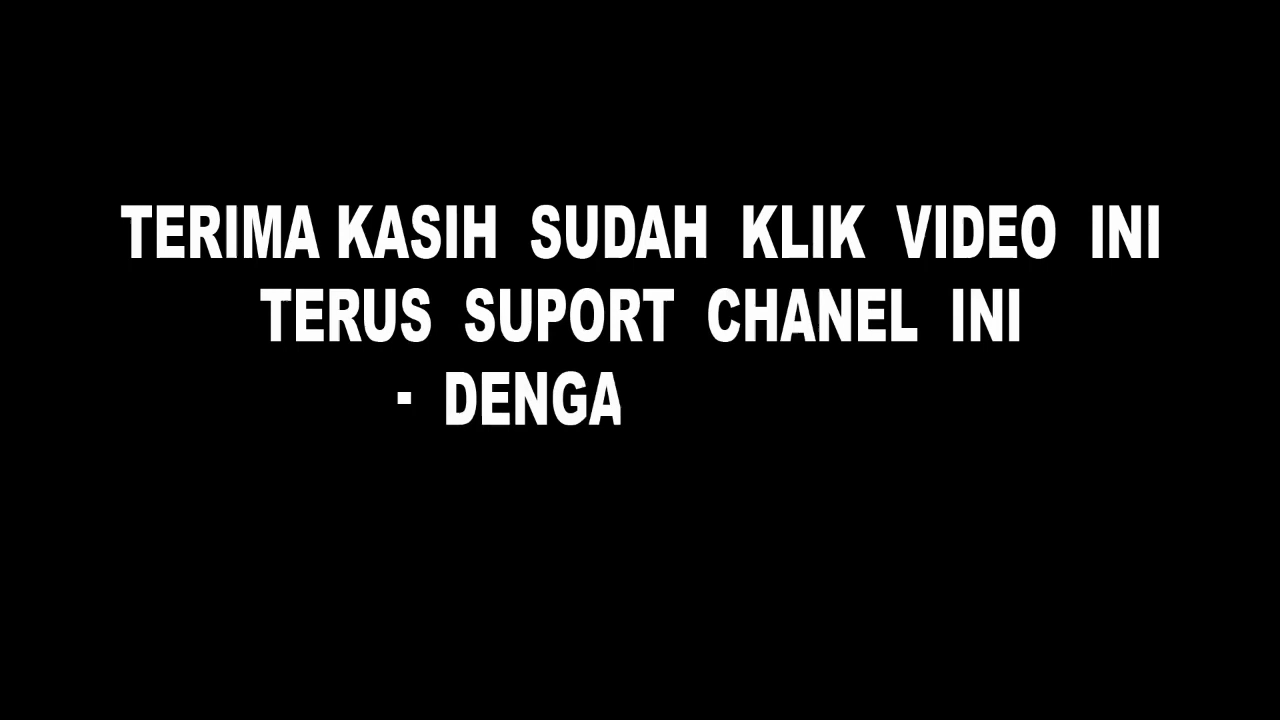 TERIMA KASIH SUDAH KLIK VIDEO INI
TERUS SUPORT CHANEL INI
- DENGA